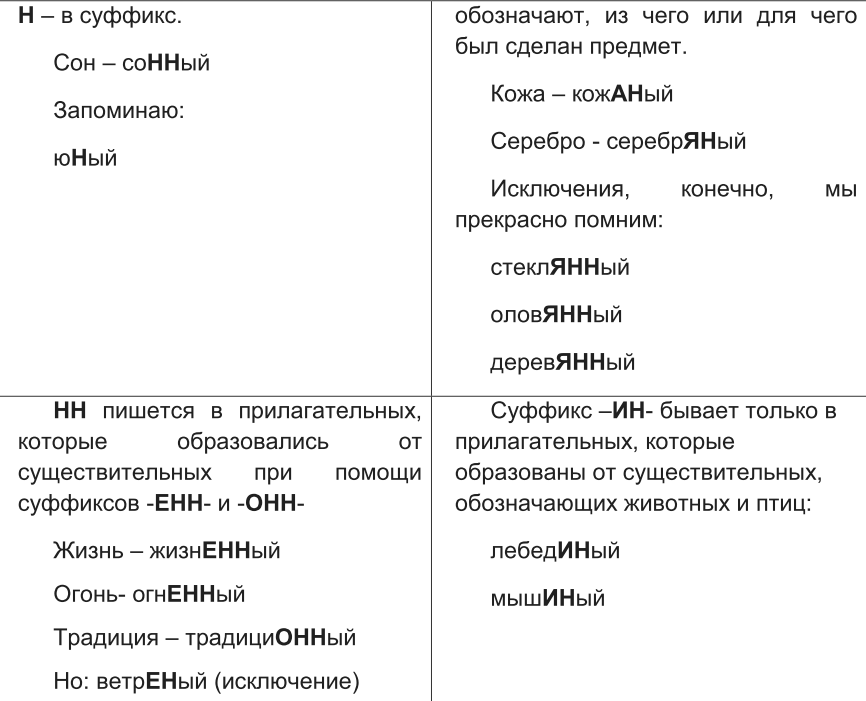 Н – в суффикс.
Сон – соННый
Запоминаю:
юНый
обозначают, из чего или для чего
был сделан предмет.
Кожа – кожАНый
Серебро - серебрЯНый
Исключения, конечно, мы
прекрасно помним:
стеклЯННый
оловЯННый
деревЯННый
НН пишется в прилагательных,
которые образовались от
существительных при помощи
суффиксов -ЕНН- и -ОНН-
Жизнь – жизнЕННый
Огонь- огнЕННый
Традиция – традициОННый
Но: ветрЕНый (исключение)
Суффикс –ИН- бывает только в
прилагательных, которые
образованы от существительных,
обозначающих животных и птиц:
лебедИНый
мышИНый